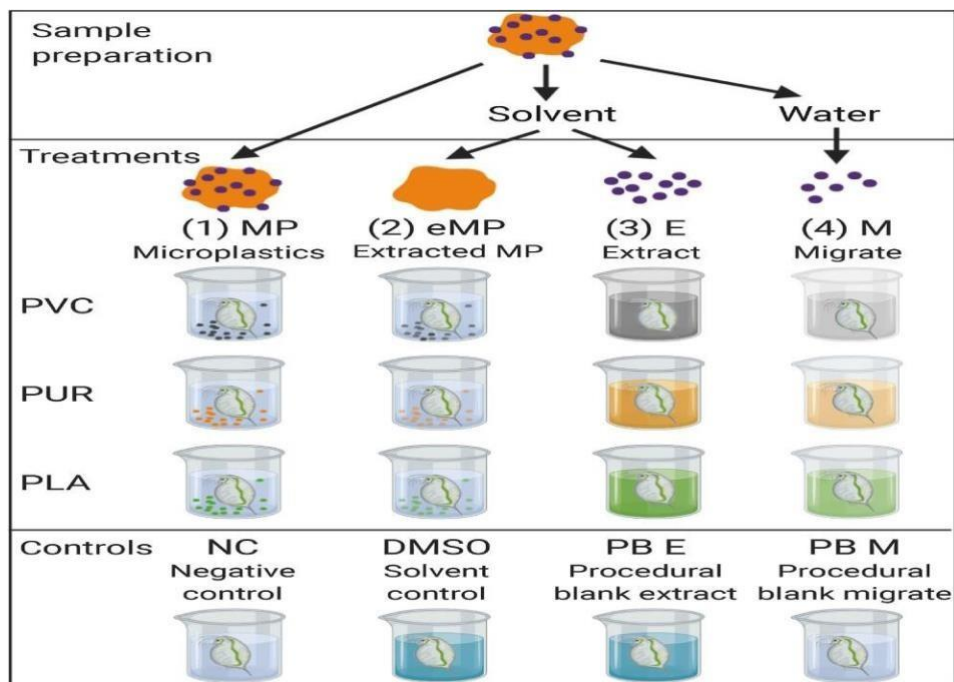 Sample
preparation
Solvent
Water
Treatments
(1) MP
Microplastics
(2) eMP
Extracted MP
(3) E
Extract
(4) M
Migrate
PVC
PUR
PLA
Controls
NC
Negative
control
DMSO
Solvent
control
PB E
Procedural
blank extract
PB M
Procedural
blank migrate